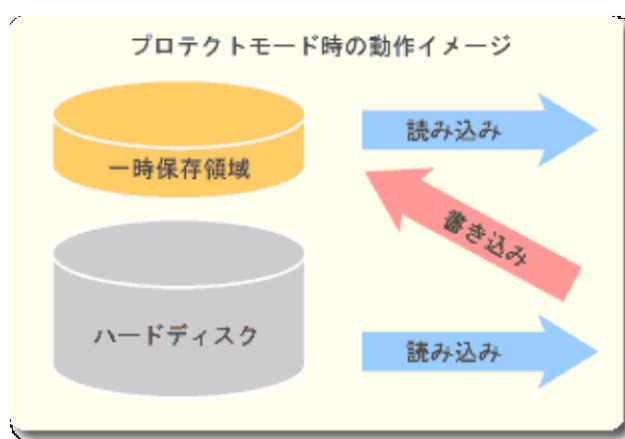 プロテクトモード時の動作イメージ
一時保存領域
読み込み
書き込み
ハードディスク
読み込み